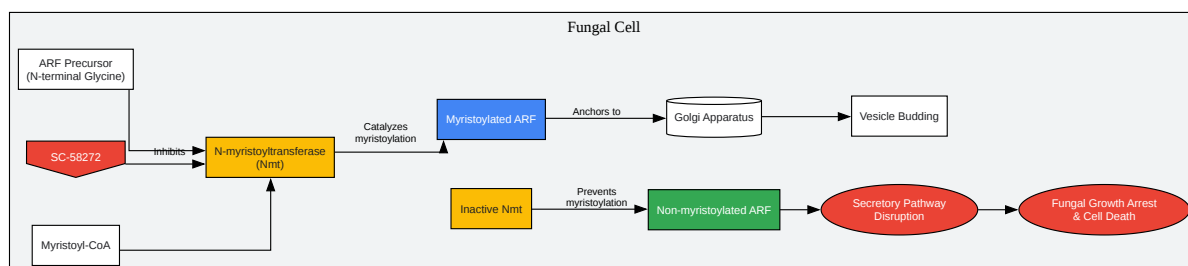 Fungal Cell
ARF Precursor
(N-terminal Glycine)
SC-58272
Inhibits
N-myristoyltransferase
(Nmt)
Myristoyl-CoA
Catalyzes
myristoylation
Myristoylated ARF
Anchors to
Golgi Apparatus
Vesicle Budding
Inactive Nmt
Prevents
myristoylation
Non-myristoylated ARF
Secretory Pathway
Disruption
Fungal Growth Arrest
& Cell Death